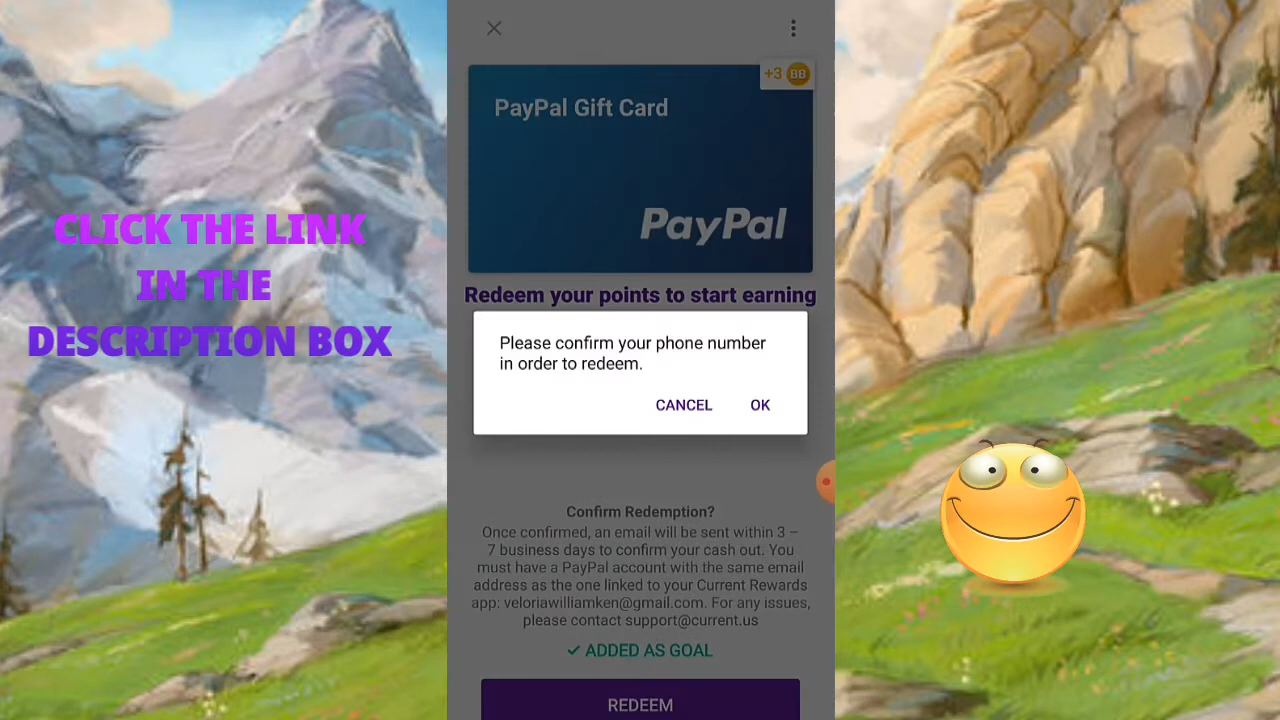 CLICK THE LINK
IN THE
DESCRIPTION BOX
+3 BB
PayPal Gift Card
PayPal
Redeem your points to start earning
Please confirm your phone number
in order to redeem.
CANCEL OK
Confirm Redemption?
Once confirmed, an email will be sent within 3 –
7 business days to confirm your cash out. You
must have a PayPal account with the same email
address as the one linked to your Current Rewards
app: veloriawilliamken@gmail.com. For any issues,
please contact support@current.us
ADDED AS GOAL
REDEEM